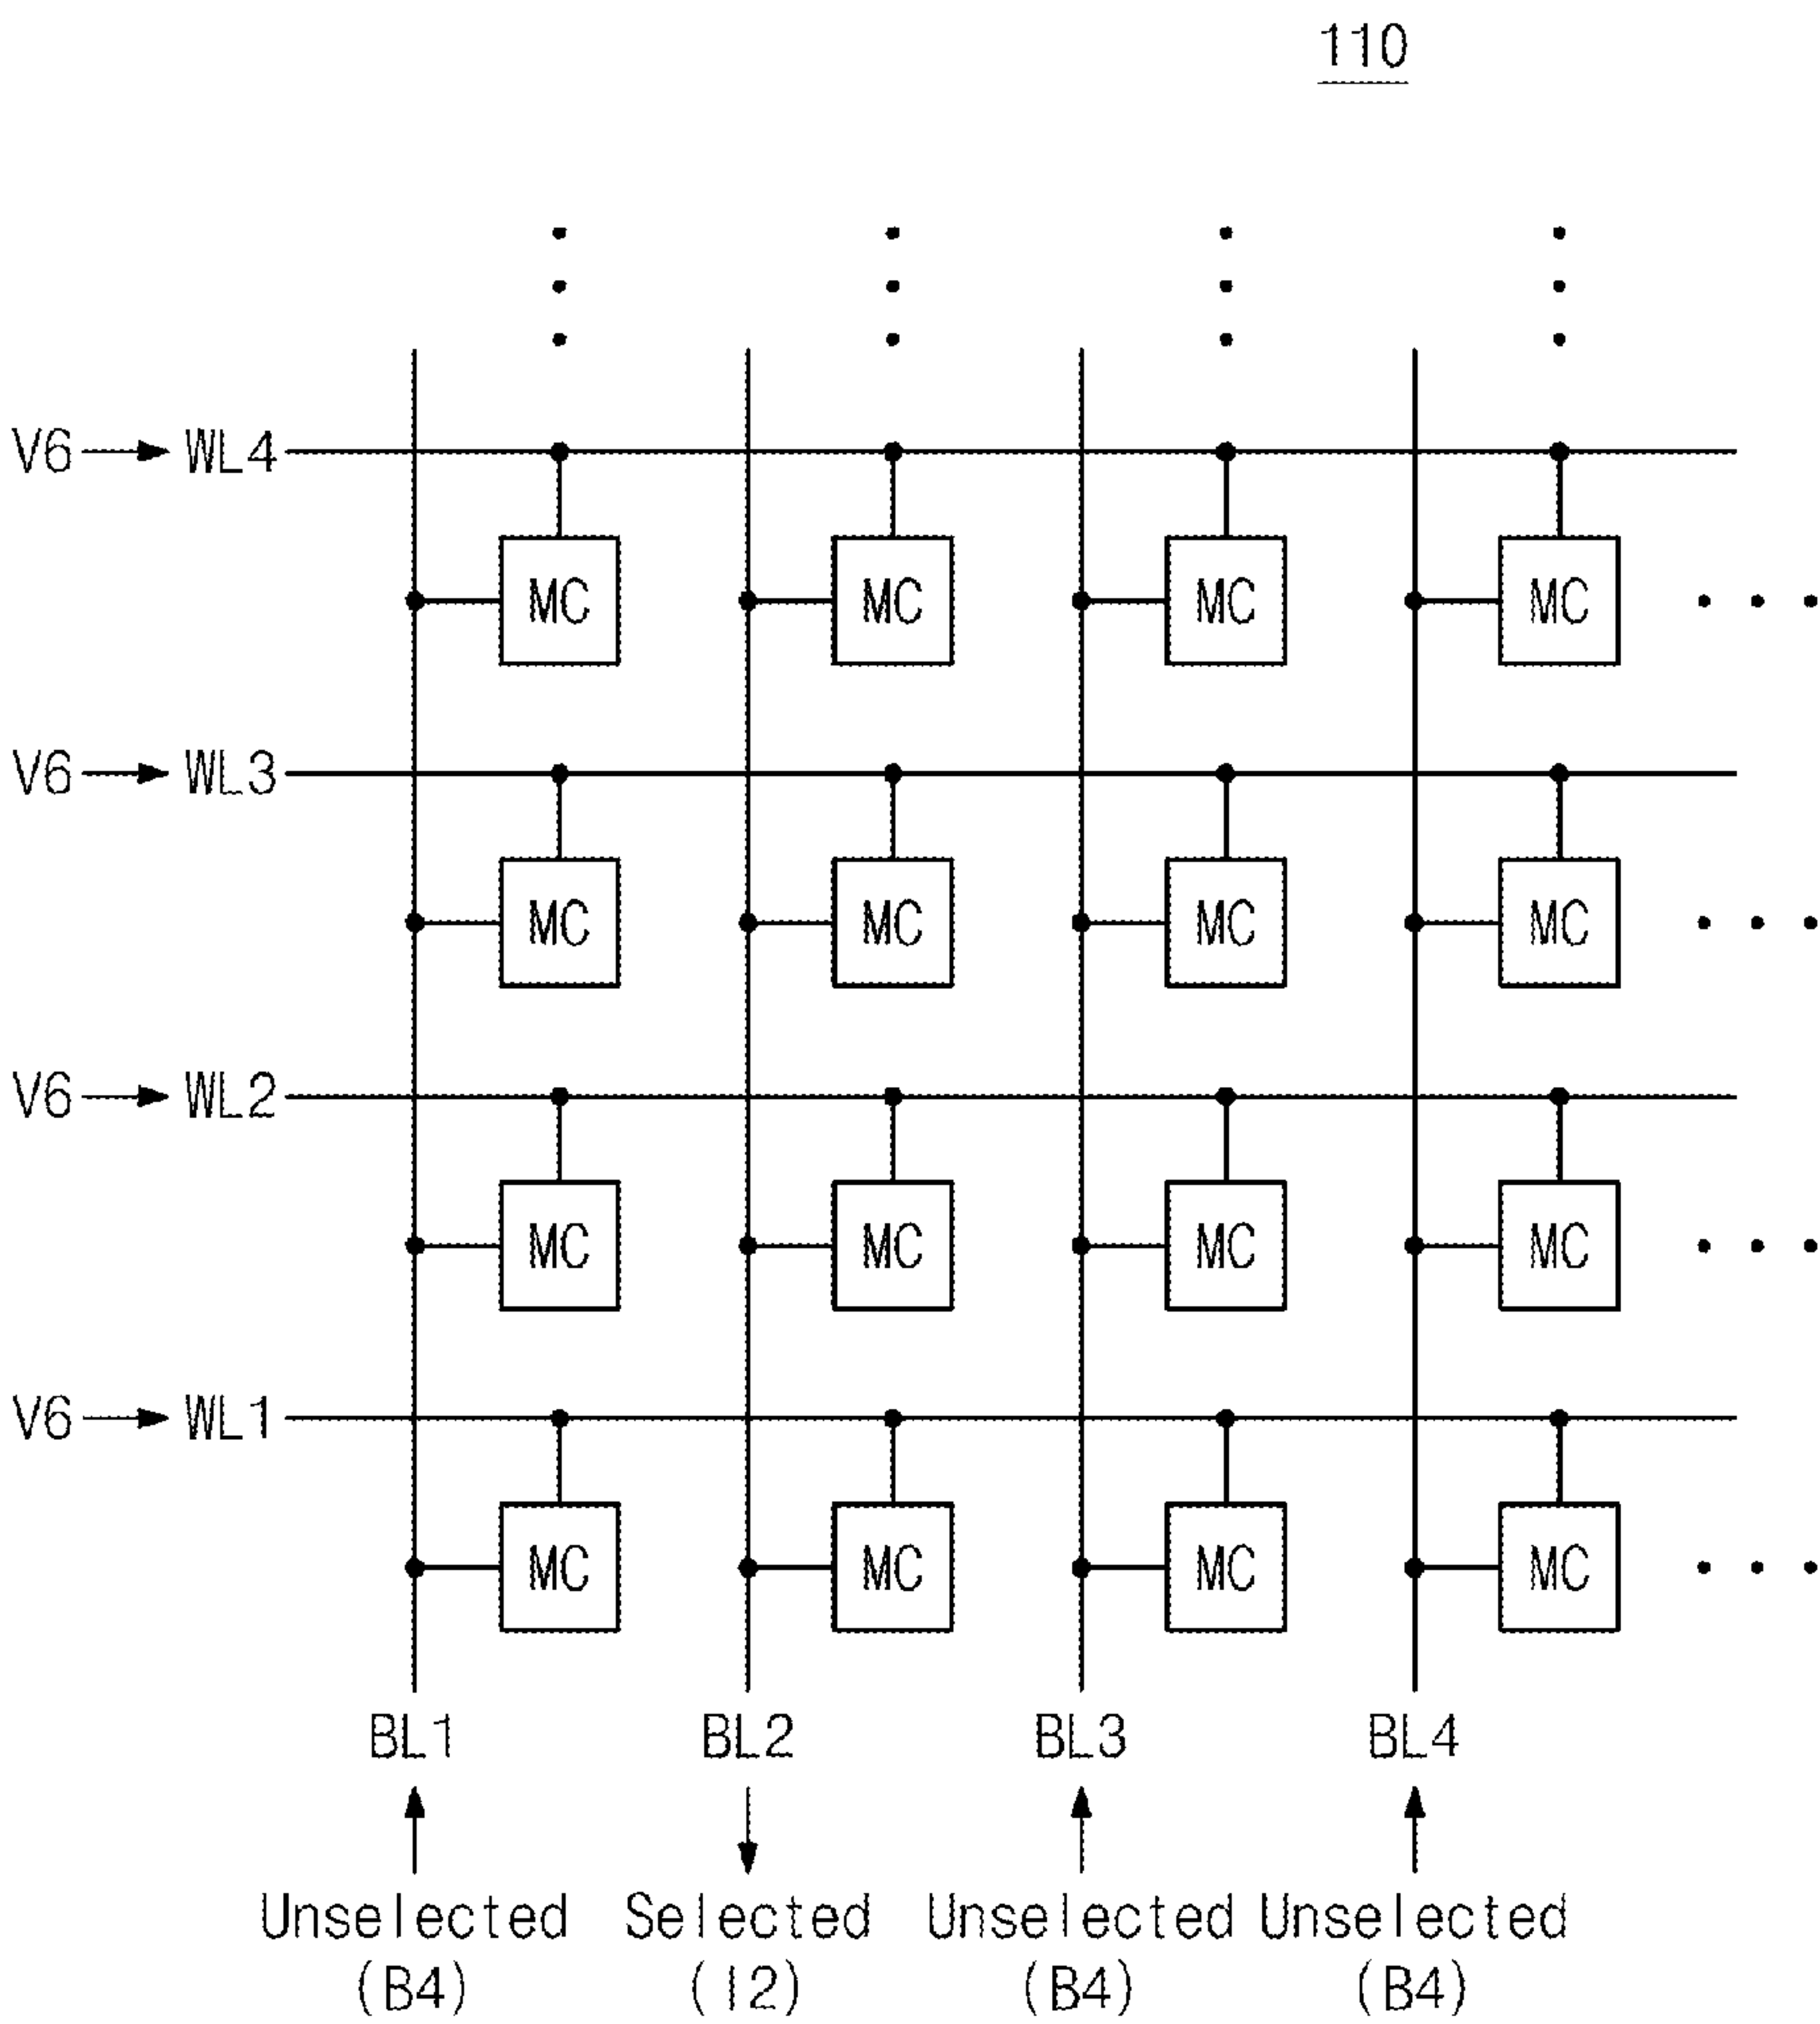 110
V6 WL4
MC MC MC MC
V6 WL3
MC MC MC MC
V6 WL2
MC MC MC MC
V6 WL1
MC MC MC MC
BL1 BL2 BL3 BL4
Unselected Selected Unselected Unselected
(B4) (I2) (B4) (B4)